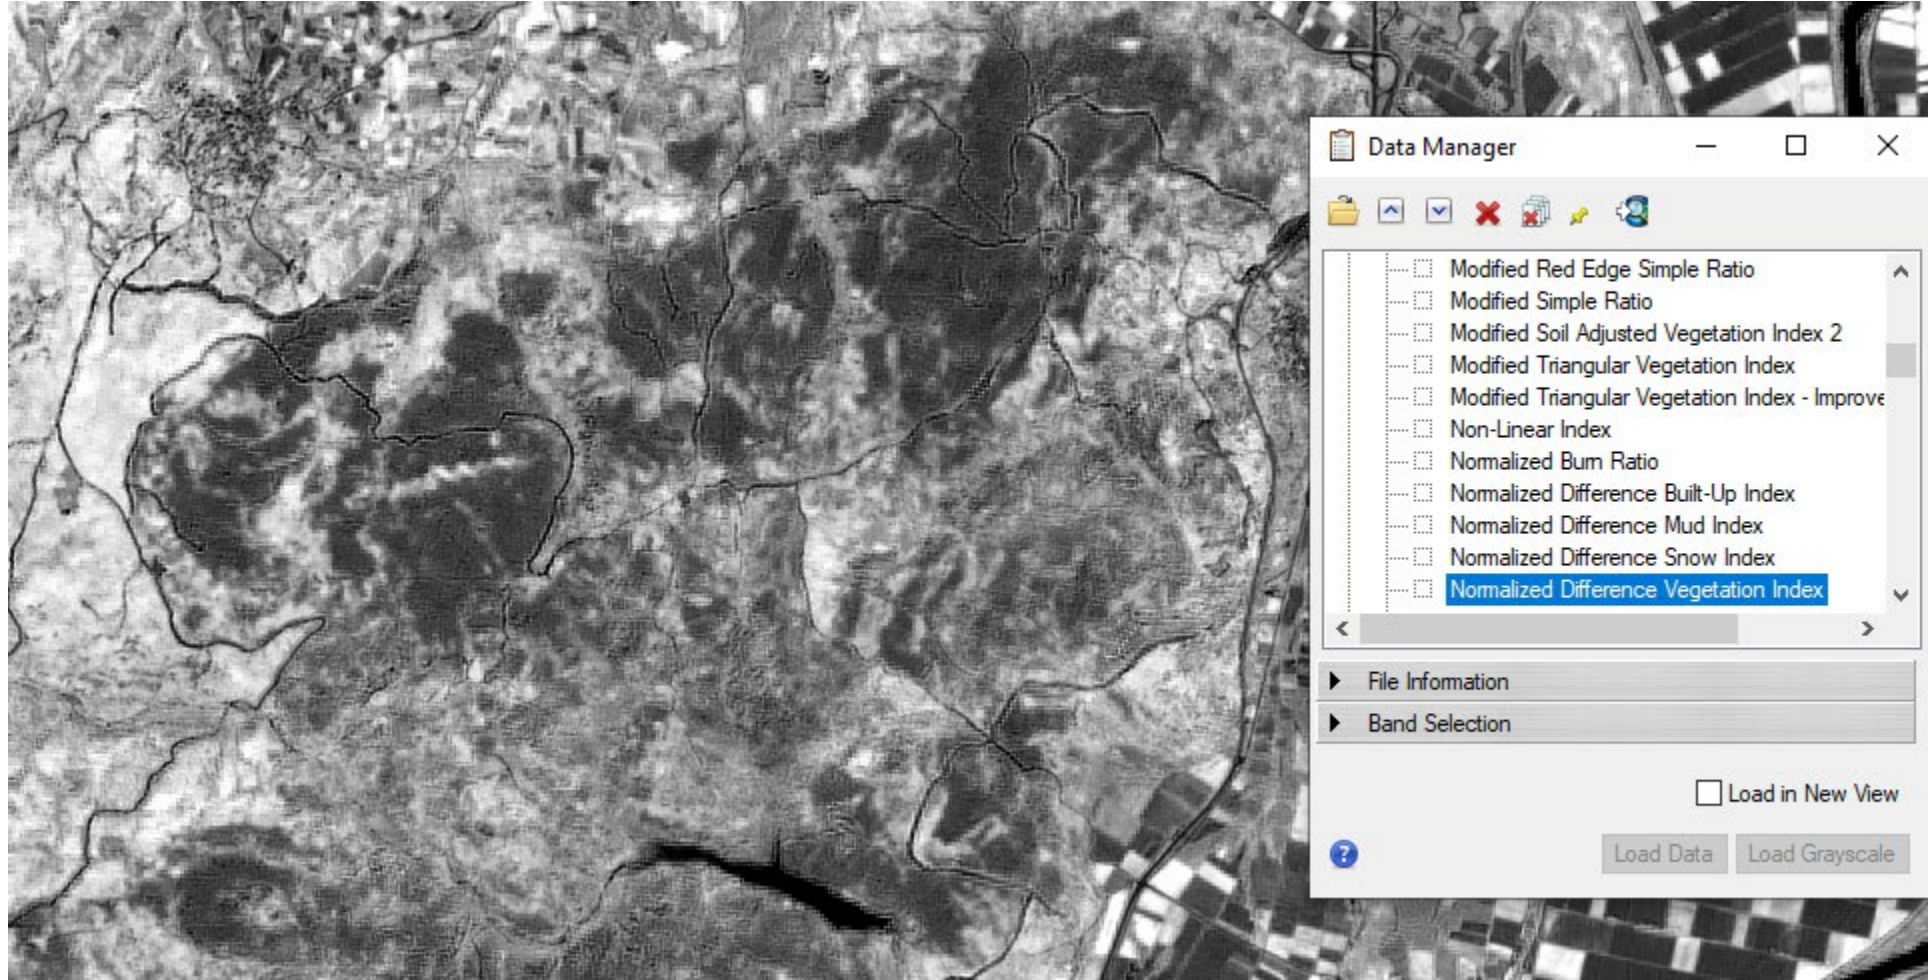 Data Manager
Modified Red Edge Simple Ratio
Modified Simple Ratio
Modified Soil Adjusted Vegetation Index 2
Modified Triangular Vegetation Index
Modified Triangular Vegetation Index - Improve
Non-Linear Index
Normalized Burn Ratio
Normalized Difference Built-Up Index
Normalized Difference Mud Index
Normalized Difference Snow Index
Normalized Difference Vegetation Index
File Information
Band Selection
Load in New View
Load Data Load Grayscale